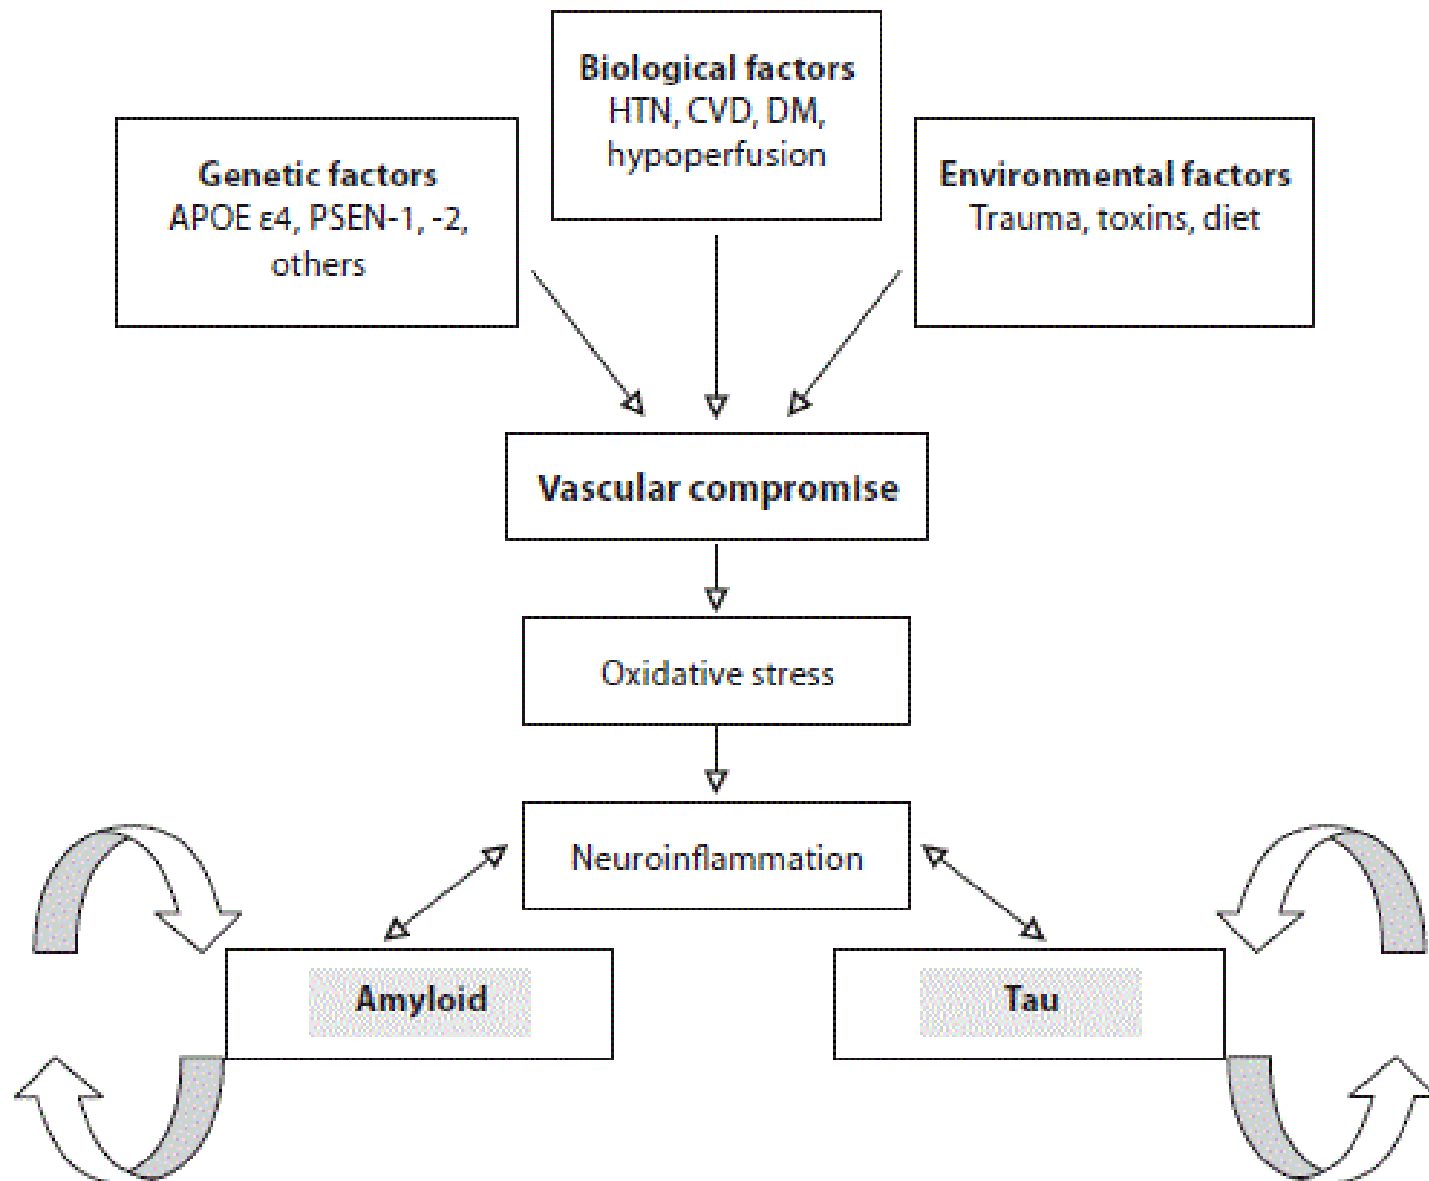 Biological factors
HTN, CVD, DM,
hypoperfusion
Genetic factors
APOE ε4, PSEN-1, -2,
others
Environmental factors
Trauma, toxins, diet
Vascular compromise
Oxidative stress
Neuroinflammation
Amyloid
Tau